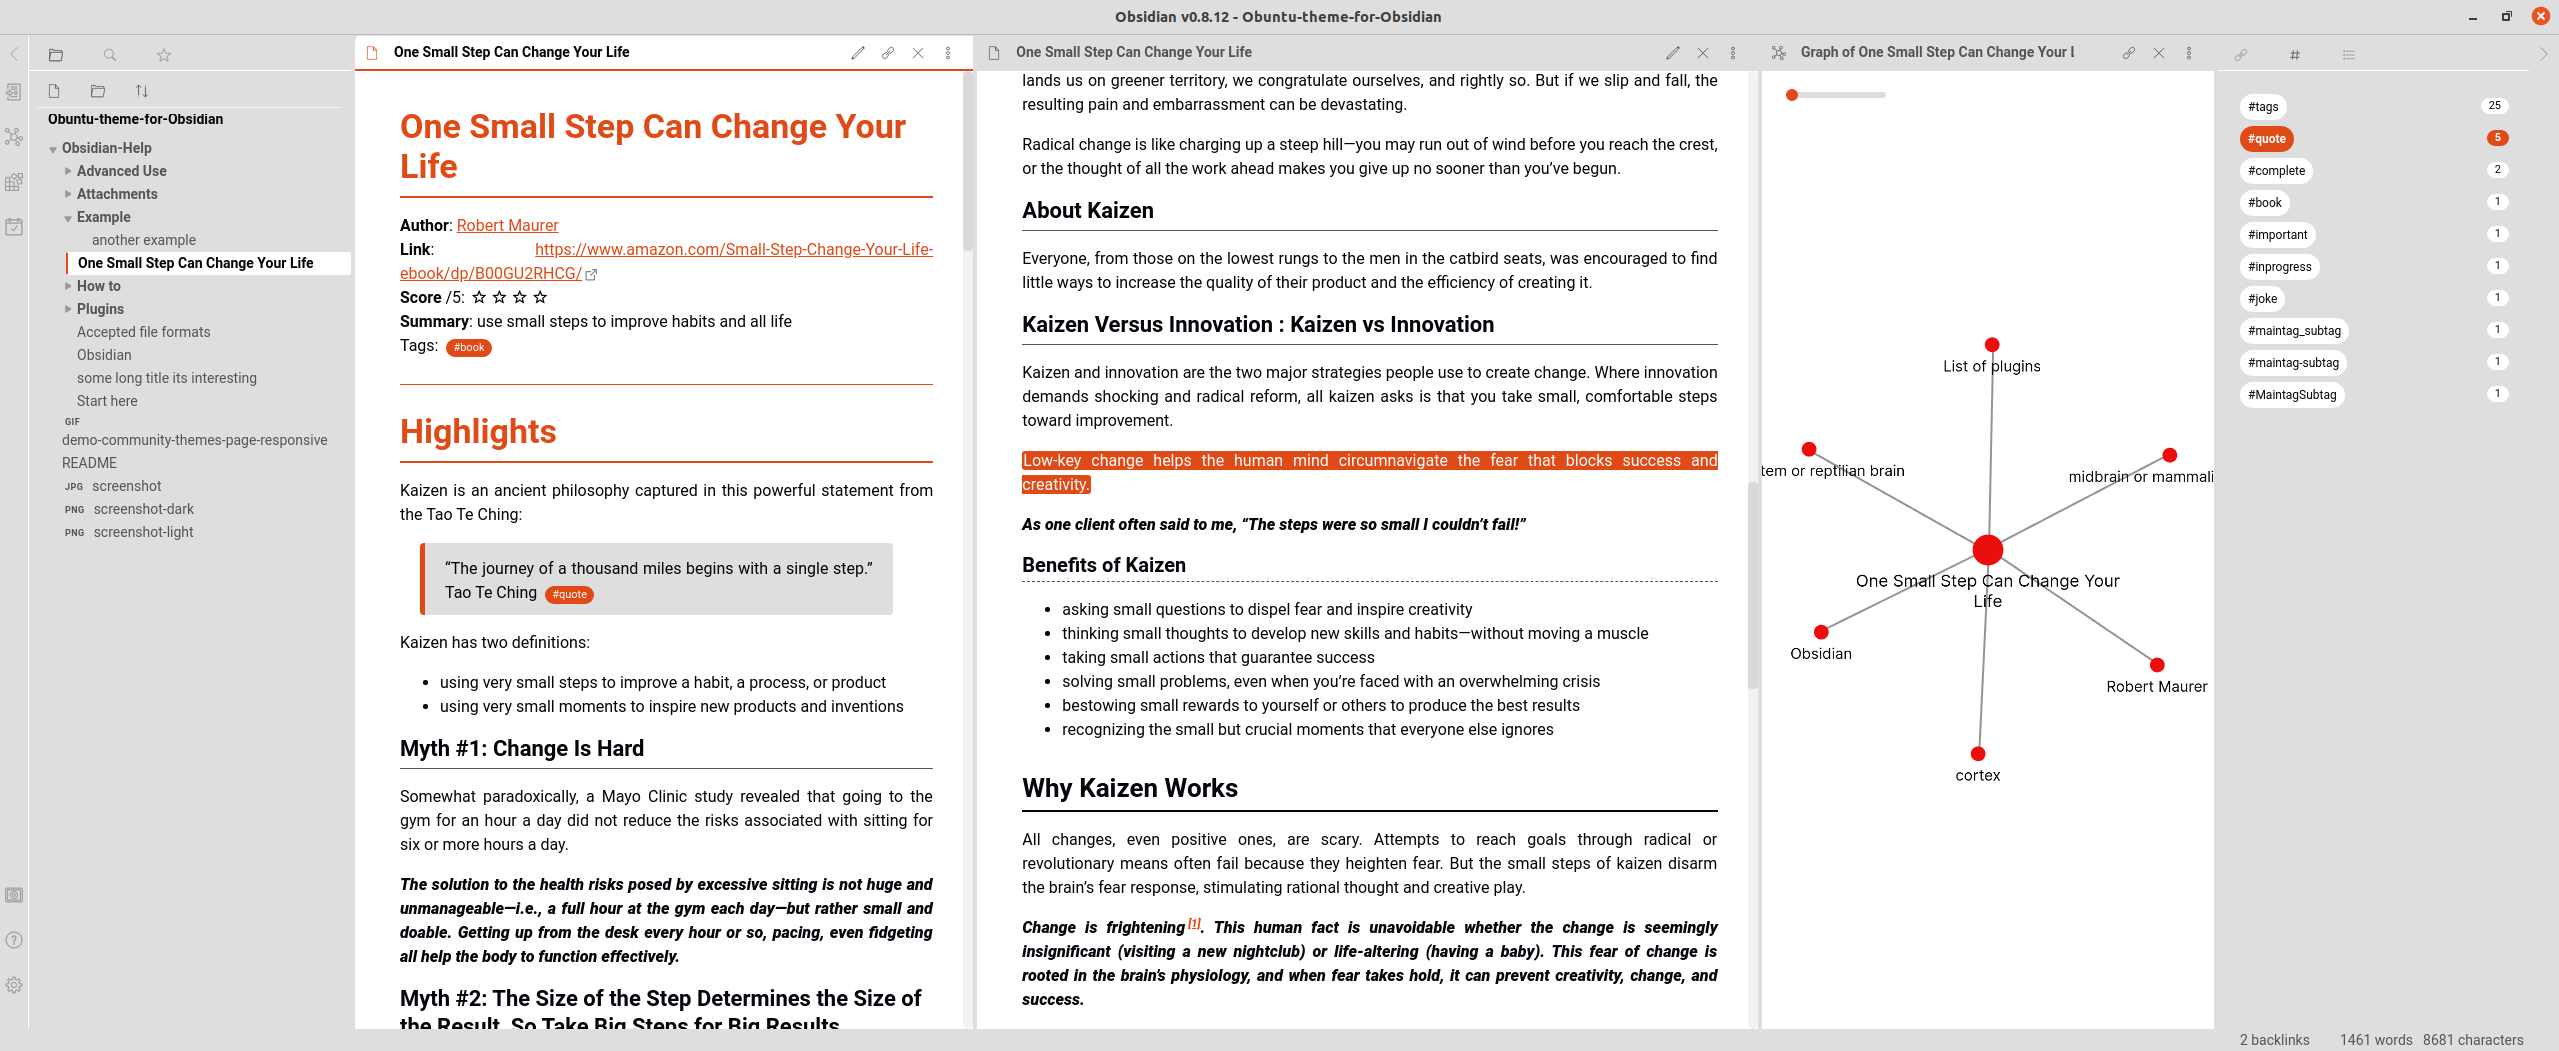 Obsidian v0.8.12 - Obuntu-theme-for-Obsidian
Obuntu-theme-for-Obsidian
Obsidian-Help
Advanced Use
Attachments
Example
another example
One Small Step Can Change Your Life
How to
Plugins
Accepted file formats
Obsidian
some long title its interesting
Start here
GIF
demo-community-themes-page-responsive
README
JPG screenshot
PNG screenshot-dark
PNG screenshot-light
One Small Step Can Change Your Life
One Small Step Can Change Your
Life
Author: Robert Maurer
Link: https://www.amazon.com/Small-Step-Change-Your-Life-
ebook/dp/B00GU2RHCG/
Score /5: ☆ ☆ ☆ ☆
Summary: use small steps to improve habits and all life
Tags: #book
Highlights
Kaizen is an ancient philosophy captured in this powerful statement from
the Tao Te Ching:
“The journey of a thousand miles begins with a single step.”
Tao Te Ching #quote
Kaizen has two definitions:
• using very small steps to improve a habit, a process, or product
• using very small moments to inspire new products and inventions
Myth #1: Change Is Hard
Somewhat paradoxically, a Mayo Clinic study revealed that going to the
gym for an hour a day did not reduce the risks associated with sitting for
six or more hours a day.
The solution to the health risks posed by excessive sitting is not huge and
unmanageable—i.e., a full hour at the gym each day—but rather small and
doable. Getting up from the desk every hour or so, pacing, even fidgeting
all help the body to function effectively.
Myth #2: The Size of the Step Determines the Size of
the Result, So Take Big Steps for Big Results
One Small Step Can Change Your Life
lands us on greener territory, we congratulate ourselves, and rightly so. But if we slip and fall, the
resulting pain and embarrassment can be devastating.
Radical change is like charging up a steep hill—you may run out of wind before you reach the crest,
or the thought of all the work ahead makes you give up no sooner than you’ve begun.
About Kaizen
Everyone, from those on the lowest rungs to the men in the catbird seats, was encouraged to find
little ways to increase the quality of their product and the efficiency of creating it.
Kaizen Versus Innovation : Kaizen vs Innovation
Kaizen and innovation are the two major strategies people use to create change. Where innovation
demands shocking and radical reform, all kaizen asks is that you take small, comfortable steps
toward improvement.
Low-key change helps the human mind circumnavigate the fear that blocks success and
creativity.
As one client often said to me, “The steps were so small I couldn’t fail!”
Benefits of Kaizen
• asking small questions to dispel fear and inspire creativity
• thinking small thoughts to develop new skills and habits—without moving a muscle
• taking small actions that guarantee success
• solving small problems, even when you’re faced with an overwhelming crisis
• bestowing small rewards to yourself or others to produce the best results
• recognizing the small but crucial moments that everyone else ignores
Why Kaizen Works
All changes, even positive ones, are scary. Attempts to reach goals through radical or
revolutionary means often fail because they heighten fear. But the small steps of kaizen disarm
the brain’s fear response, stimulating rational thought and creative play.
Change is frightening [1]. This human fact is unavoidable whether the change is seemingly
insignificant (visiting a new nightclub) or life-altering (having a baby). This fear of change is
rooted in the brain’s physiology, and when fear takes hold, it can prevent creativity, change, and
success.
Graph of One Small Step Can Change Your L
List of plugins
tem or reptilian brain
midbrain or mammali
One Small Step Can Change Your
Life
Obsidian
Robert Maurer
cortex
#tags 25
#quote 5
#complete 2
#book 1
#important 1
#inprogress 1
#joke 1
#maintag_subtag 1
#maintag-subtag 1
#MaintagSubtag 1
2 backlinks 1461 words 8681 characters